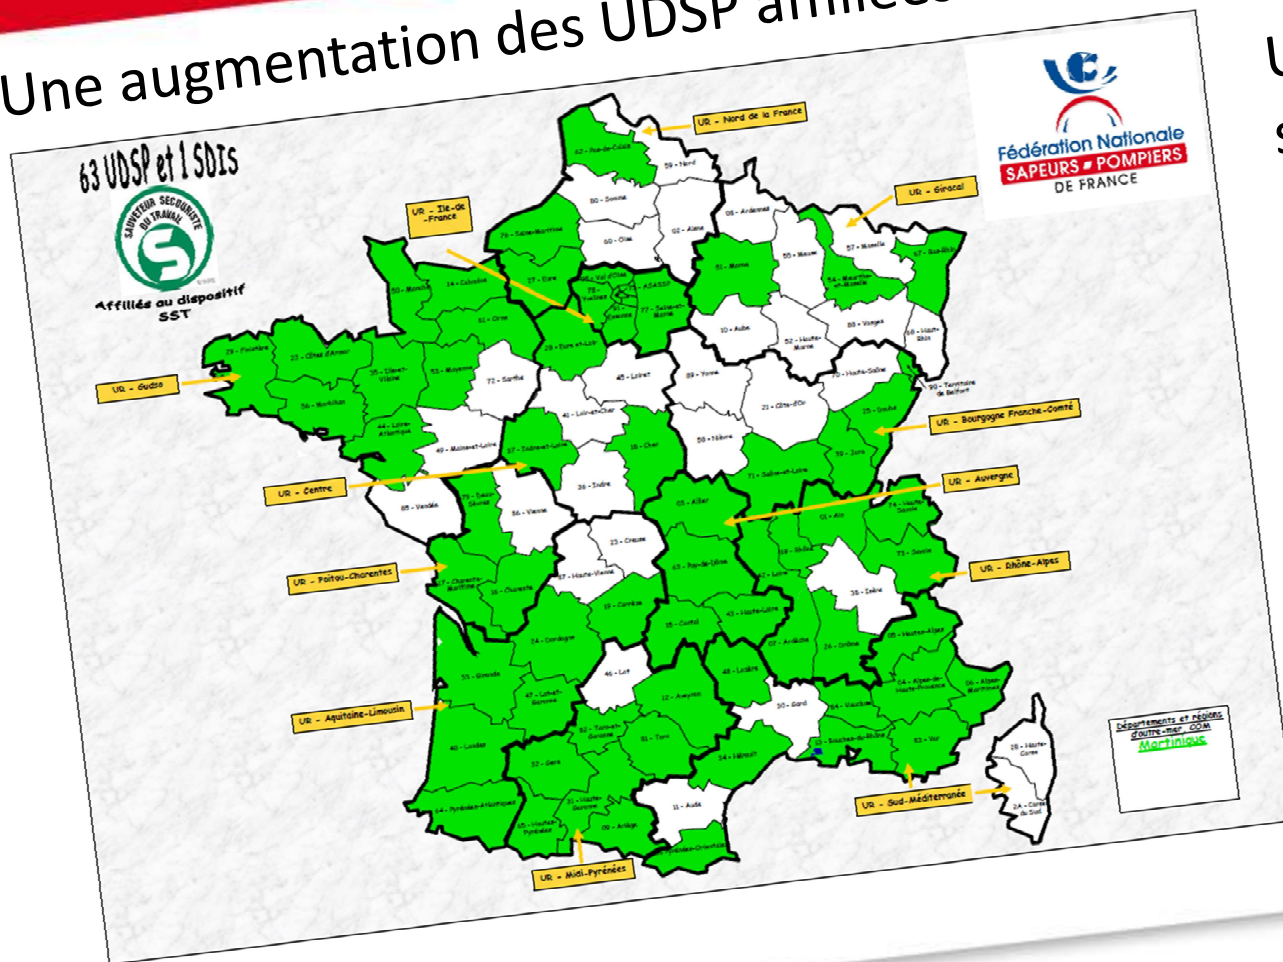 Une augmentation des UDSP affiliées
U
s
63 UDSP et 1 SDIS
SAUVETEUR SECOURISTE
DU TRAVAIL
S
Affiliés au dispositif
SST
Fédération Nationale
SAPEURS POMPIERS
DE FRANCE
UR - Nord de la France
UR - Ile-de
-France
UR - Giracal
UR - Gudso
UR - Centre
UR - Bourgogne Franche-Comté
UR - Auvergne
UR - Poitou-Charentes
UR - Rhône-Alpes
UR - Aquitaine-Limousin
UR - Sud-Méditerranée
UR - Midi-Pyrénées
62 - Pas-de-Calais
59 - Nord
80 - Somme
76 - Seine-Maritime
60 - Oise
02 - Aisne
08 - Ardennes
51 - Marne
55 - Meuse
57 - Moselle
54 - Meurthe-
et-Moselle
50 - Manche
14 - Calvados
27 - Eure
61 - Orne
78 -
Yvelines
77 - Seine-et-
Marne
28 - Eure et-Loir
10 - Aube
52 - Haute-
Marne
88 - Vosges
68 - Haut-
Rhin
29 - Finistère
22 - Côtes d'Armor
35 - Ille-et-
Vilaine
53 - Mayenne
72 - Sarthe
45 - Loiret
89 - Yonne
70 - Haute-Saône
90 - Territoire
de Belfort
56 - Morbihan
41 - Loir-et-Cher
21 - Côte-d'Or
25 - Doubs
44 - Loire-
Atlantique
49 - Maine-et-Loire
37 - Indre-et-Loire
18 - Cher
58 - Nièvre
39 - Jura
71 - Saône-et-Loire
85 - Vendée
79 - Deux-
Sèvres
86 - Vienne
36 - Indre
03 - Allier
01 - Ain
74 - Haute-
Savoie
23 - Creuse
87 - Haute-Vienne
63 - Puy-de-Dôme
69 - Rhône
42 - Loire
73 - Savoie
38 - Isère
17 - Charente-
Maritime
16 - Charente
19 - Corrèze
15 - Cantal
43 - Haute-Loire
24 - Dordogne
07 - Ardèche
26 - Drôme
05 - Hautes-Alpes
33 - Gironde
46 - Lot
48 - Lozère
47 - Lot-et-
Garonne
12 - Aveyron
30 - Gard
84 - Vaucluse
04 - Alpes-de-
Haute-Provence
06 - Alpes-
Maritimes
40 - Landes
82 - Tarn-et-
Garonne
81 - Tarn
34 - Hérault
13 - Bouches-du-Rhône
83 - Var
32 - Gers
64 - Pyrénées-Atlantiques
65 - Hautes-
Pyrénées
31 - Haute-
Garonne
09 - Ariège
11 - Aude
Pyrénées-Orientales
2B - Haute-
Corse
2A - Corse
du Sud
Départements et régions
d'outre-mer, COM
Martinique